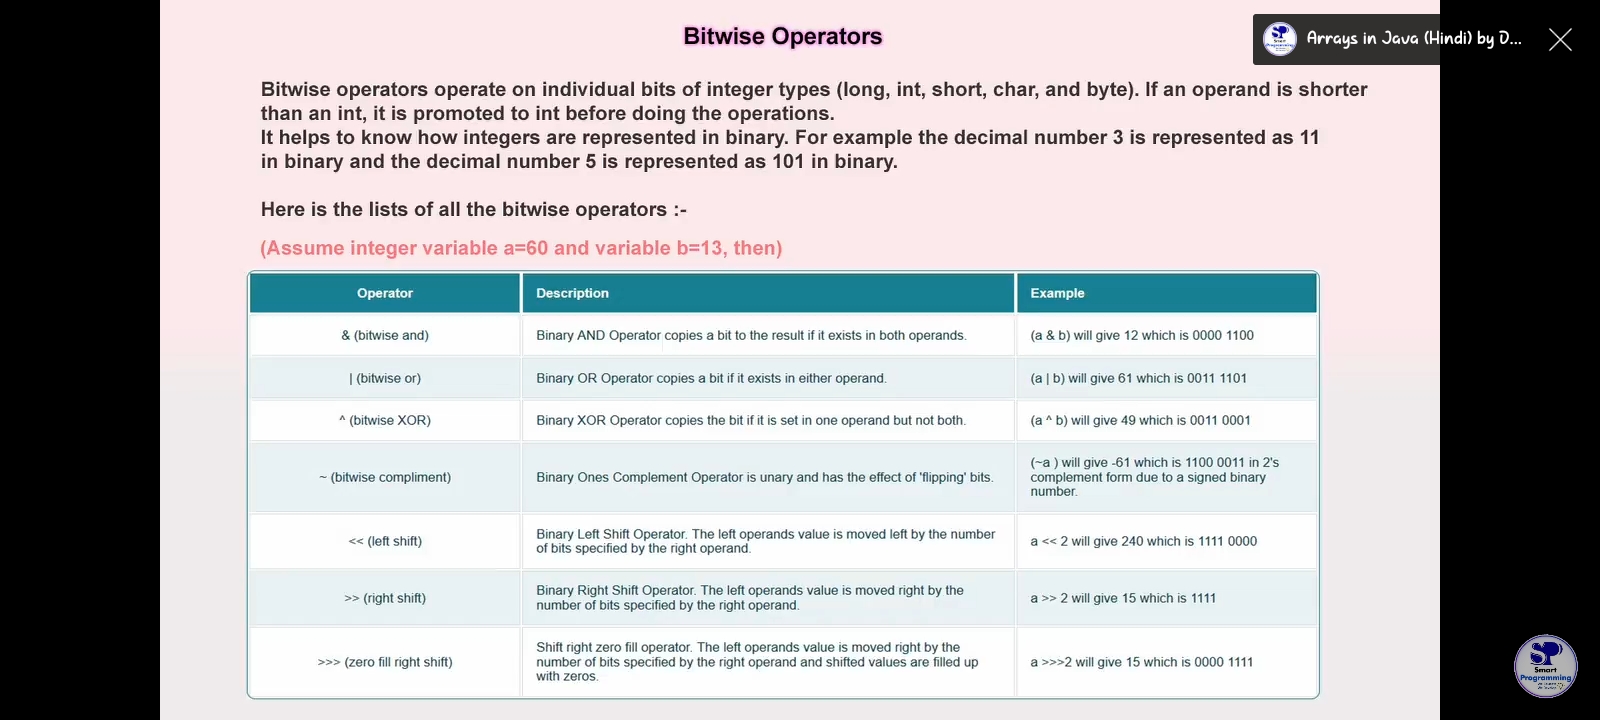 Bitwise Operators
Arrays in Java (Hindi) by D...
Bitwise operators operate on individual bits of integer types (long, int, short, char, and byte). If an operand is shorter
than an int, it is promoted to int before doing the operations.
It helps to know how integers are represented in binary. For example the decimal number 3 is represented as 11
in binary and the decimal number 5 is represented as 101 in binary.
Here is the lists of all the bitwise operators :-
(Assume integer variable a=60 and variable b=13, then)
Operator Description Example
& (bitwise and) Binary AND Operator copies a bit to the result if it exists in both operands. (a & b) will give 12 which is 0000 1100
| (bitwise or) Binary OR Operator copies a bit if it exists in either operand. (a | b) will give 61 which is 0011 1101
^ (bitwise XOR) Binary XOR Operator copies the bit if it is set in one operand but not both. (a ^ b) will give 49 which is 0011 0001
~ (bitwise compliment) Binary Ones Complement Operator is unary and has the effect of 'flipping' bits. (~a ) will give -61 which is 1100 0011 in 2's
complement form due to a signed binary
number.
<< (left shift) Binary Left Shift Operator. The left operands value is moved left by the number
of bits specified by the right operand. a << 2 will give 240 which is 1111 0000
>> (right shift) Binary Right Shift Operator. The left operands value is moved right by the
number of bits specified by the right operand. a >> 2 will give 15 which is 1111
>>> (zero fill right shift) Shift right zero fill operator. The left operands value is moved right by the
number of bits specified by the right operand and shifted values are filled up
with zeros. a >>>2 will give 15 which is 0000 1111
SP
Smart
Programming